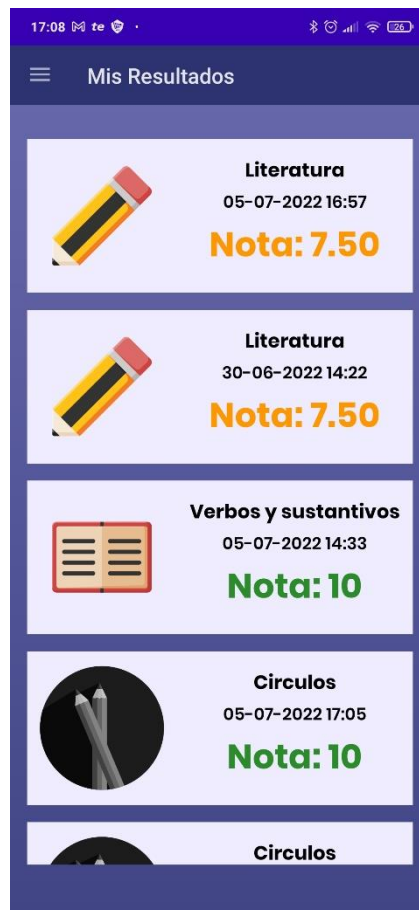 17:08 te 26
Mis Resultados
Literatura
05-07-2022 16:57
Nota: 7.50
Literatura
30-06-2022 14:22
Nota: 7.50
Verbos y sustantivos
05-07-2022 14:33
Nota: 10
Circulos
05-07-2022 17:05
Nota: 10
Circulos